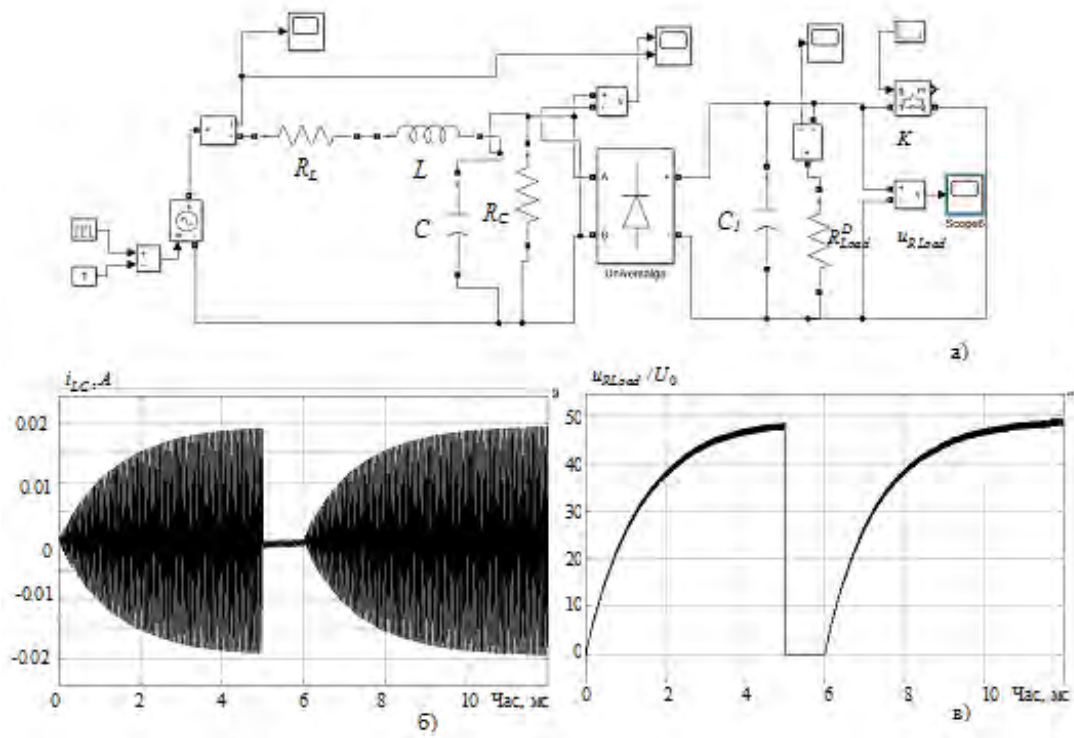 R_L
L
C
R_C
A
B
Universalgo
C_1
R^D_Load
K
u_RLoad
Scope6
а)
i_LC, A
0.02
0.01
0
-0.01
-0.02
0 2 4 6 8 10 Час, мс
б)
u_RLoad /U_0
50
40
30
20
10
0
0 2 4 6 8 10 Час, мс
в)